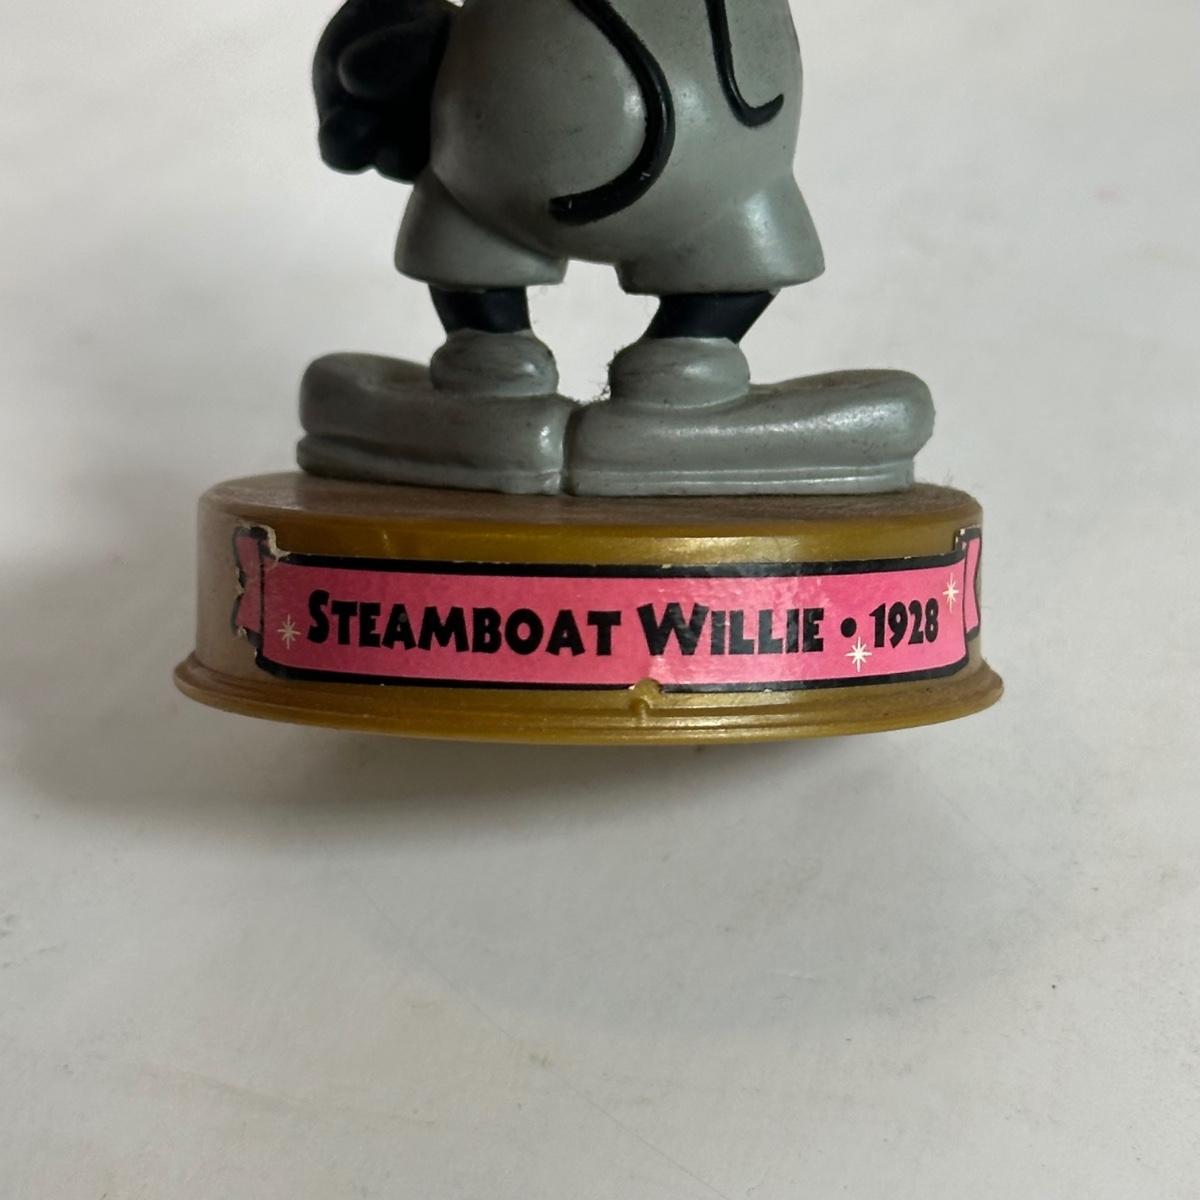 STEAMBOAT WILLIE • 1928